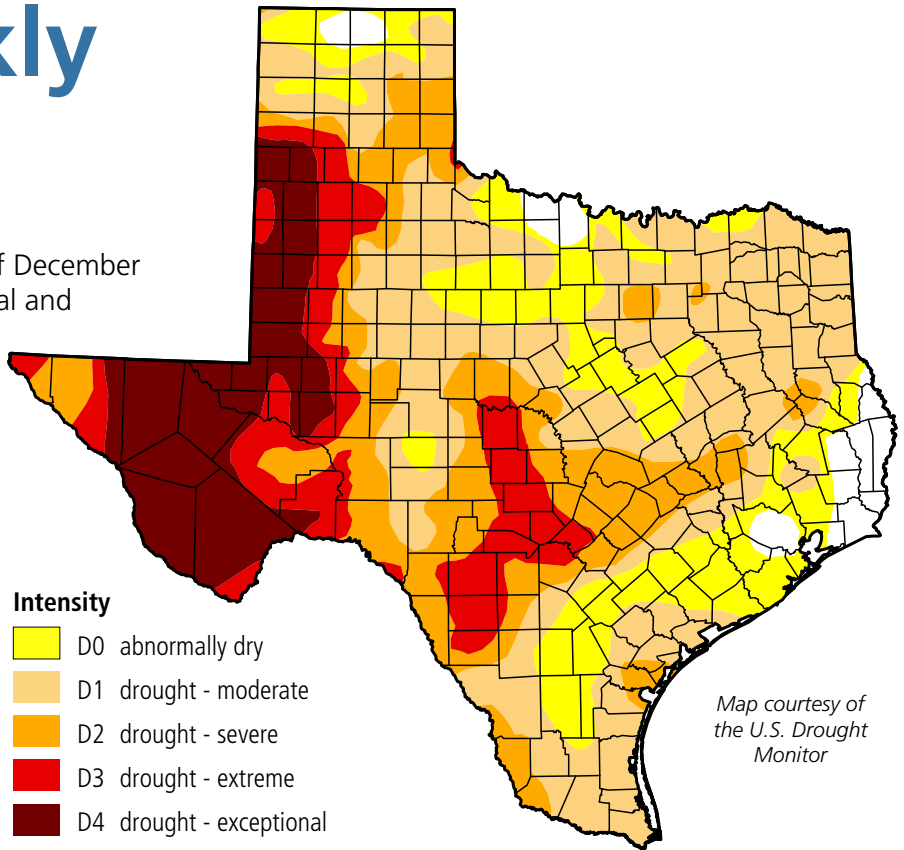 kly
f December
al and
Intensity
D0 abnormally dry
D1 drought - moderate
D2 drought - severe
D3 drought - extreme
D4 drought - exceptional
Map courtesy of
the U.S. Drought
Monitor